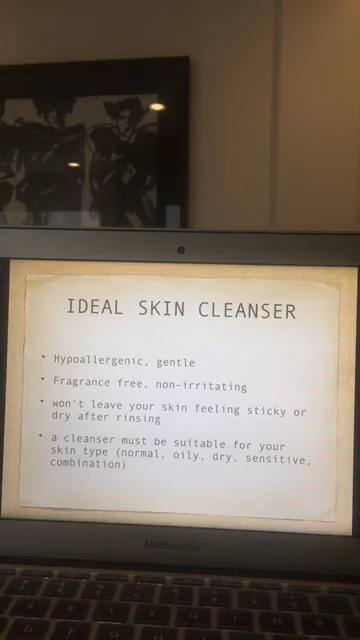 IDEAL SKIN CLEANSER
• Hypoallergenic, gentle
• Fragrance free, non-irritating
• won't leave your skin feeling sticky or
dry after rinsing
• a cleanser must be suitable for your
skin type (normal, oily, dry, sensitive,
combination)
MacBook Air